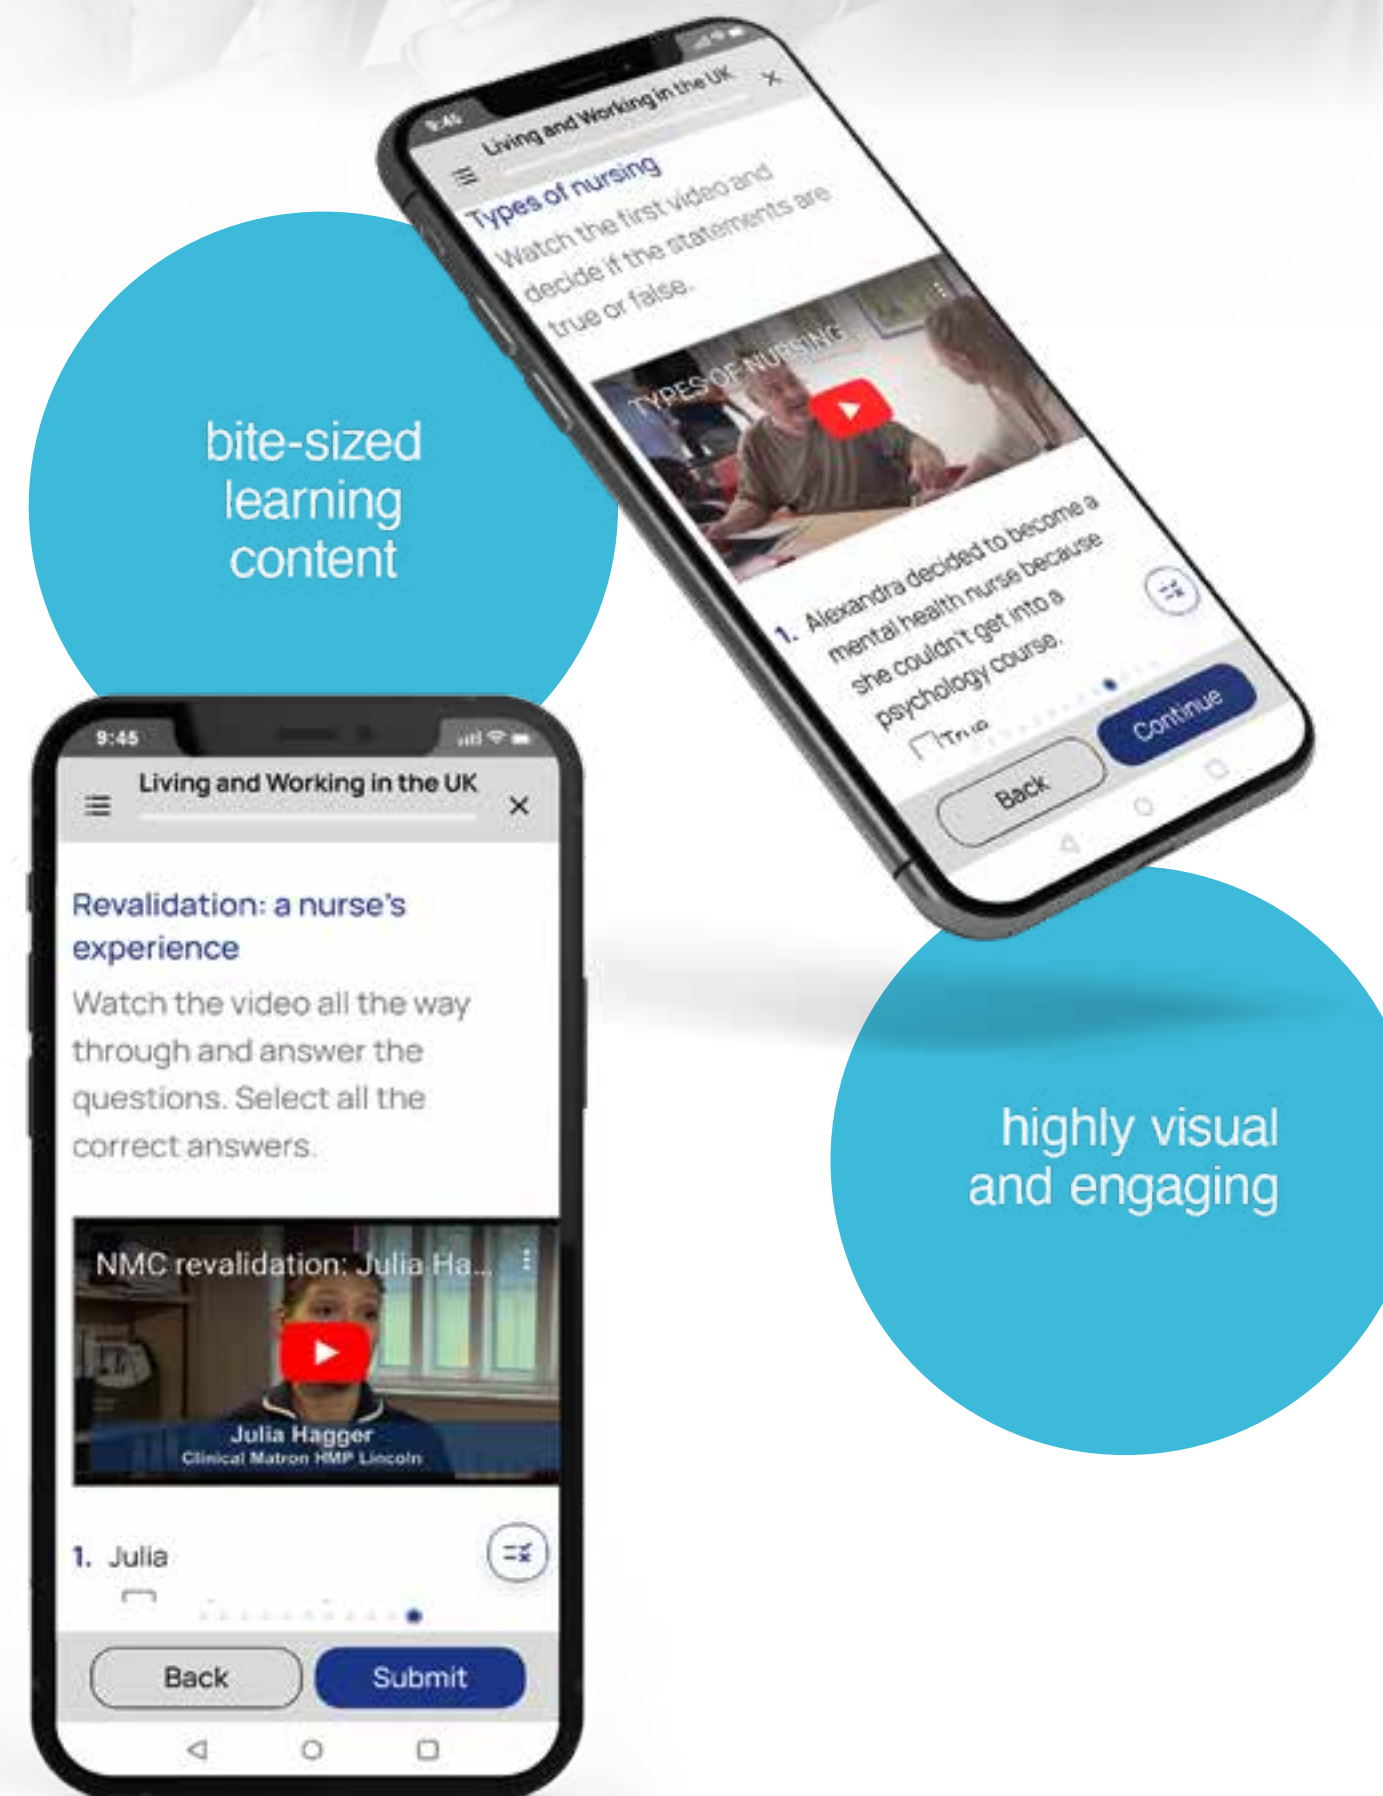 9:45
Living and Working in the UK
Types of nursing
Watch the first video and
decide if the statements are
true or false.
TYPES OF NURSING
1. Alexandra decided to become a
mental health nurse because
she couldn't get into a
psychology course.
True
Back
Continue
bite-sized
learning
content
9:45
Living and Working in the UK
Revalidation: a nurse's
experience
Watch the video all the way
through and answer the
questions. Select all the
correct answers.
NMC revalidation: Julia Ha...
Julia Hagger
Clinical Matron HMP Lincoln
1. Julia
Back
Submit
highly visual
and engaging